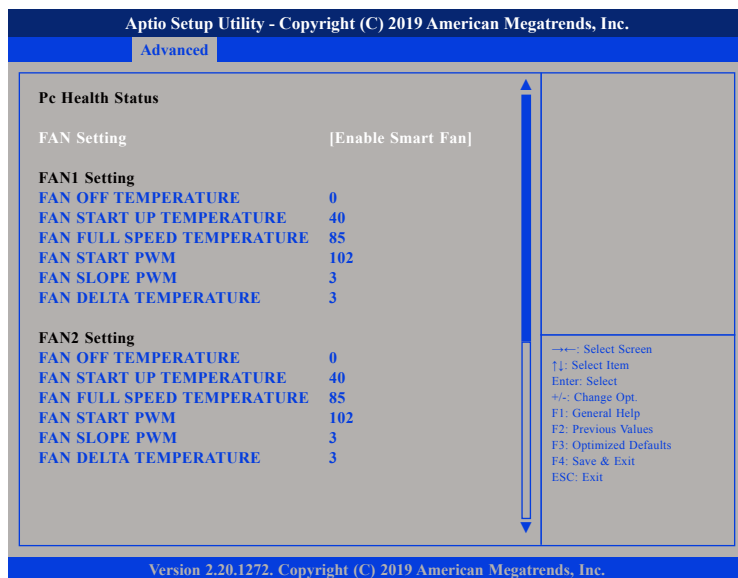 Aptio Setup Utility - Copyright (C) 2019 American Megatrends, Inc.
Advanced
Pc Health Status
FAN Setting [Enable Smart Fan]
FAN1 Setting
FAN OFF TEMPERATURE 0
FAN START UP TEMPERATURE 40
FAN FULL SPEED TEMPERATURE 85
FAN START PWM 102
FAN SLOPE PWM 3
FAN DELTA TEMPERATURE 3
FAN2 Setting
FAN OFF TEMPERATURE 0
FAN START UP TEMPERATURE 40
FAN FULL SPEED TEMPERATURE 85
FAN START PWM 102
FAN SLOPE PWM 3
FAN DELTA TEMPERATURE 3
→←: Select Screen
↑↓: Select Item
Enter: Select
+/-: Change Opt.
F1: General Help
F2: Previous Values
F3: Optimized Defaults
F4: Save & Exit
ESC: Exit
Version 2.20.1272. Copyright (C) 2019 American Megatrends, Inc.